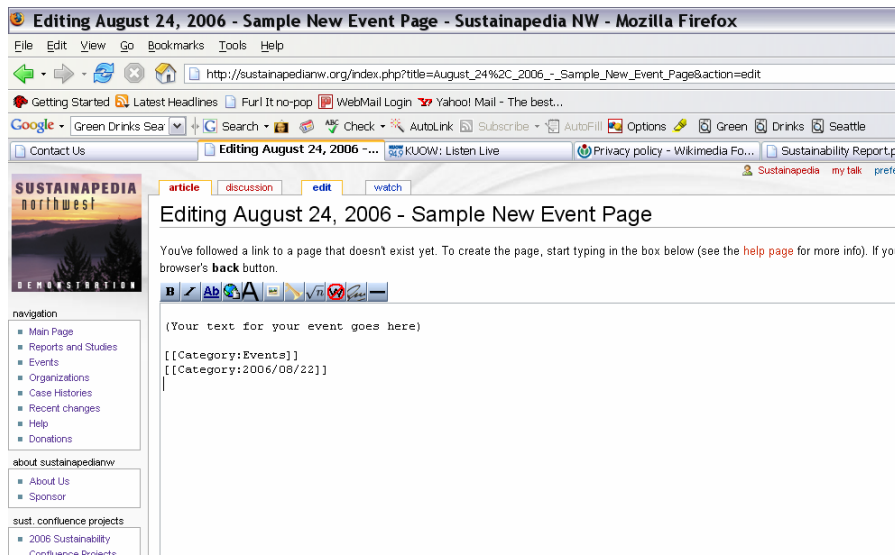 Editing August 24, 2006 - Sample New Event Page - Sustainapedia NW - Mozilla Firefox
File Edit View Go Bookmarks Tools Help
http://sustainapedianw.org/index.php?title=August_24%2C_2006_-_Sample_New_Event_Page&action=edit
Getting Started Latest Headlines Furl It no-pop WebMail Login Yahoo! Mail - The best...
Google Green Drinks Sea G Search Check AutoLink Subscribe AutoFill Options Green Drinks Seattle
Contact Us Editing August 24, 2006 -... KUOW: Listen Live Privacy policy - Wikimedia Fo... Sustainability Report.p
Sustainapedia my talk prefe
SUSTAINAPEDIA
northwest
DEMONSTRATION
article discussion edit watch
Editing August 24, 2006 - Sample New Event Page
You've followed a link to a page that doesn't exist yet. To create the page, start typing in the box below (see the help page for more info). If yo
browser's back button.
B I Ab A √n W
(Your text for your event goes here)
[[Category:Events]]
[[Category:2006/08/22]]
navigation
Main Page
Reports and Studies
Events
Organizations
Case Histories
Recent changes
Help
Donations
about sustainapedianw
About Us
Sponsor
sust. confluence projects
2006 Sustainability
Confluence Projects